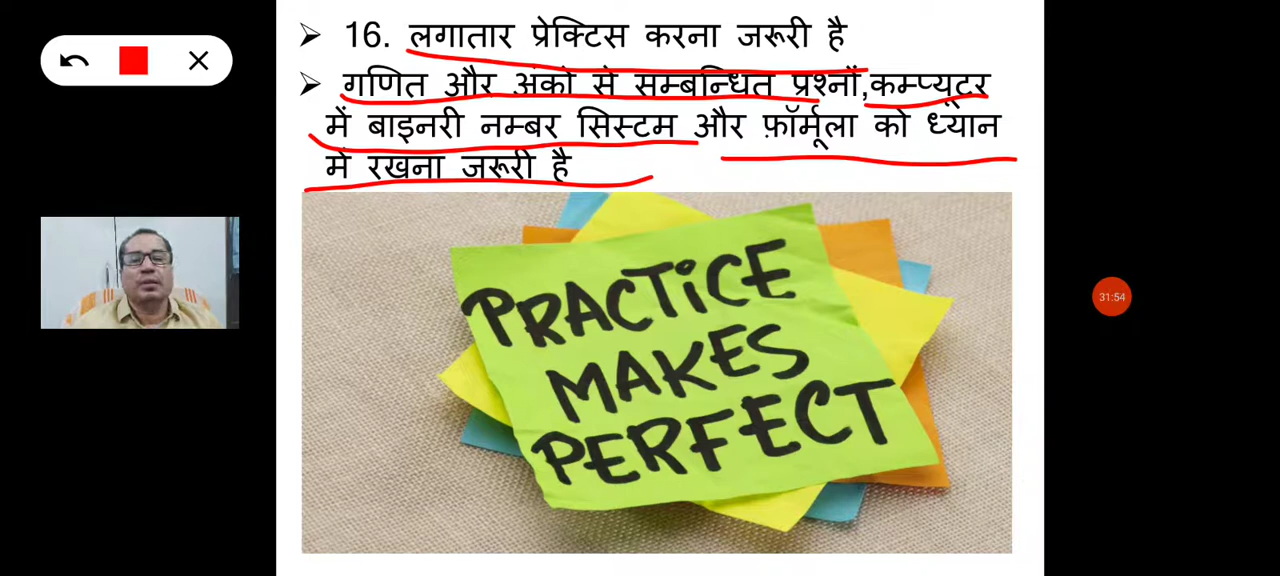 ➢ 16. लगातार प्रेक्टिस करना जरूरी है
➢ गणित और अंको से सम्बन्धित प्रश्नों,कम्प्यूटर
में बाइनरी नम्बर सिस्टम और फ़ॉर्मूला को ध्यान
में रखना जरूरी है
PRACTICE
MAKES
PERFECT
31:54